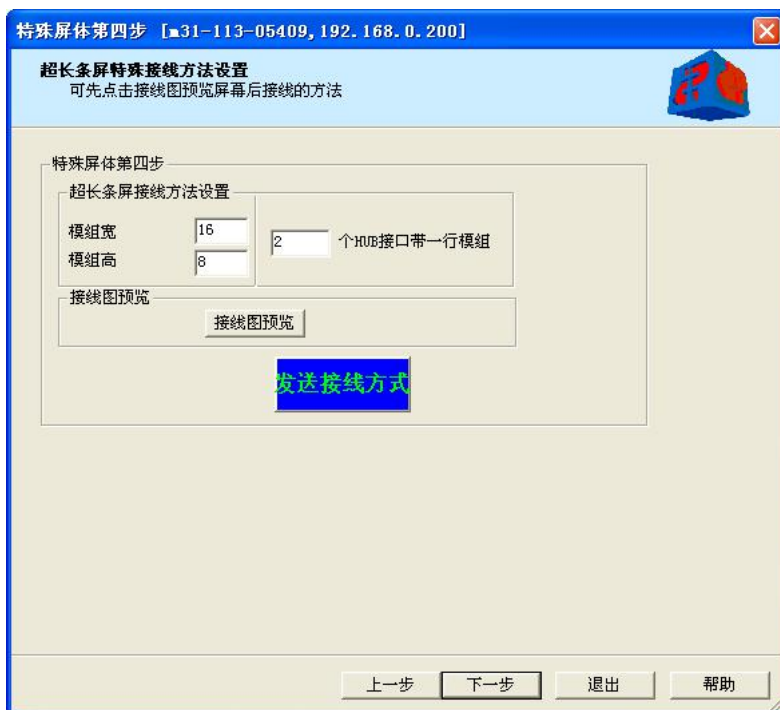 特殊屏体第四步 [m31-113-05409,192.168.0.200]
超长条屏特殊接线方法设置
可先点击接线图预览屏幕后接线的方法
特殊屏体第四步
超长条屏接线方法设置
模组宽 16
模组高 8
2 个HUB接口带一行模组
接线图预览
接线图预览
发送接线方式
上一步 下一步 退出 帮助